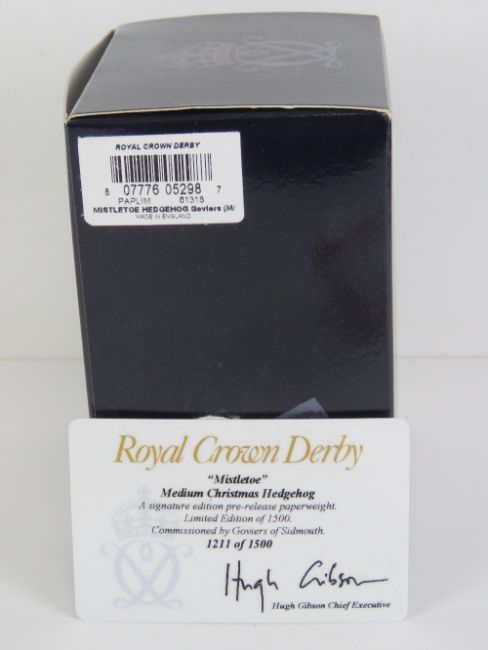 ROYAL CROWN DERBY
8 07776 05298 7
PAPLIM 61318
MISTLETOE HEDGEHOG Goviers (M/
MADE IN ENGLAND
Royal Crown Derby
"Mistletoe"
Medium Christmas Hedgehog
A signature edition pre-release paperweight.
Limited Edition of 1500.
Commissioned by Goviers of Sidmouth.
1211 of 1500
Hugh Gibson
Hugh Gibson Chief Executive